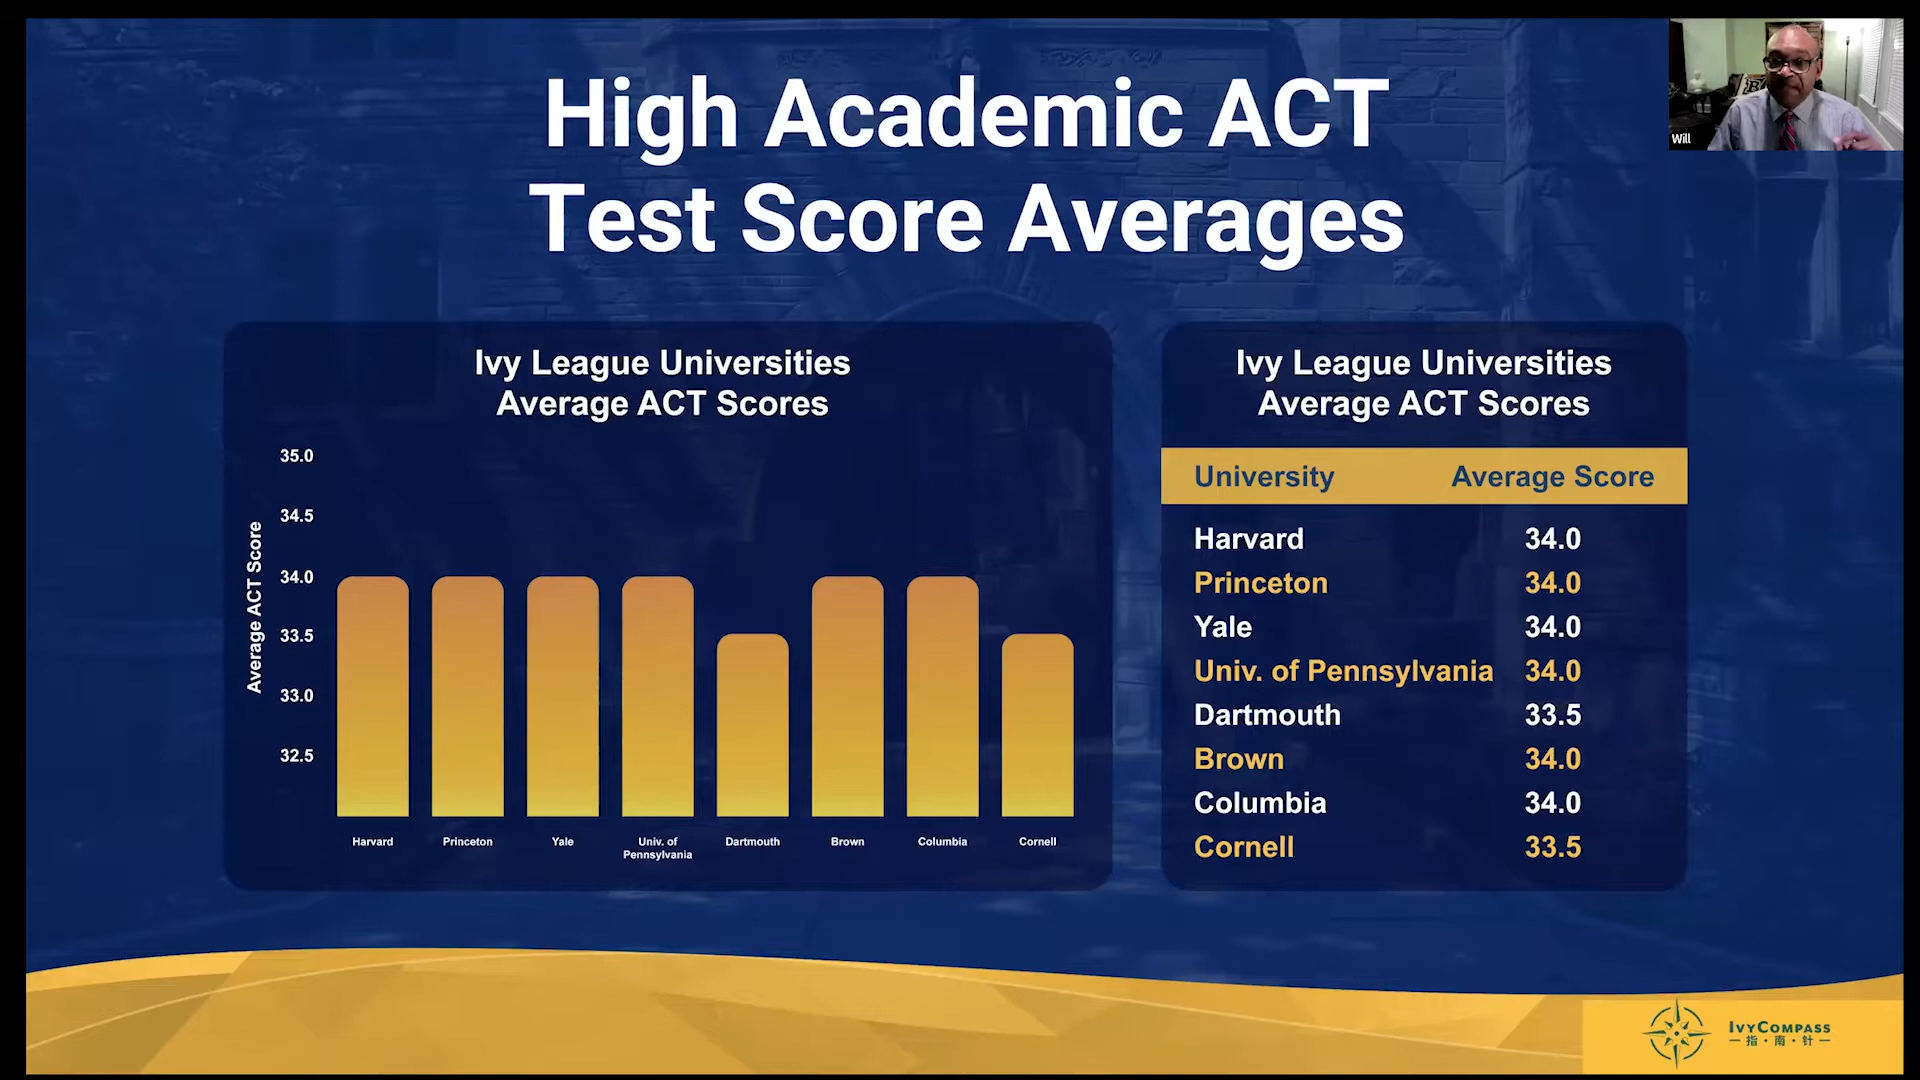 High Academic ACT
Test Score Averages
Will
Ivy League Universities
Average ACT Scores
Average ACT Score
35.0
34.5
34.0
33.5
33.0
32.5
Harvard
Princeton
Yale
Univ. of
Pennsylvania
Dartmouth
Brown
Columbia
Cornell
Ivy League Universities
Average ACT Scores
University Average Score
Harvard 34.0
Princeton 34.0
Yale 34.0
Univ. of Pennsylvania 34.0
Dartmouth 33.5
Brown 34.0
Columbia 34.0
Cornell 33.5
IvyCompass
一指·南·针一